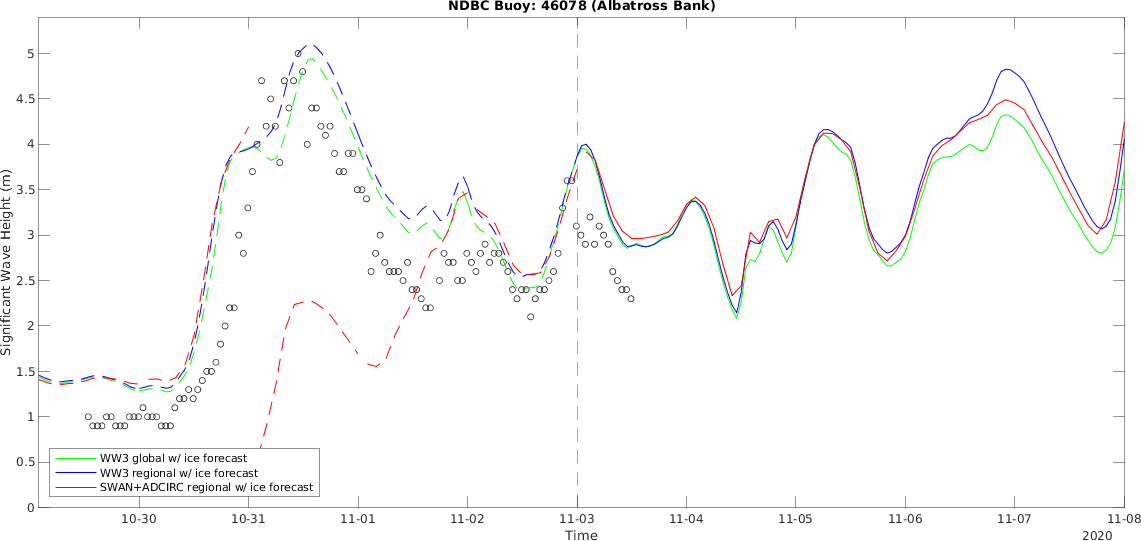 NDBC Buoy: 46078 (Albatross Bank)
Significant Wave Height (m)
5
4.5
4
3.5
3
2.5
2
1.5
1
0.5
0
WW3 global w/ ice forecast
WW3 regional w/ ice forecast
SWAN+ADCIRC regional w/ ice forecast
10-30 10-31 11-01 11-02 11-03 11-04 11-05 11-06 11-07 11-08
Time 2020